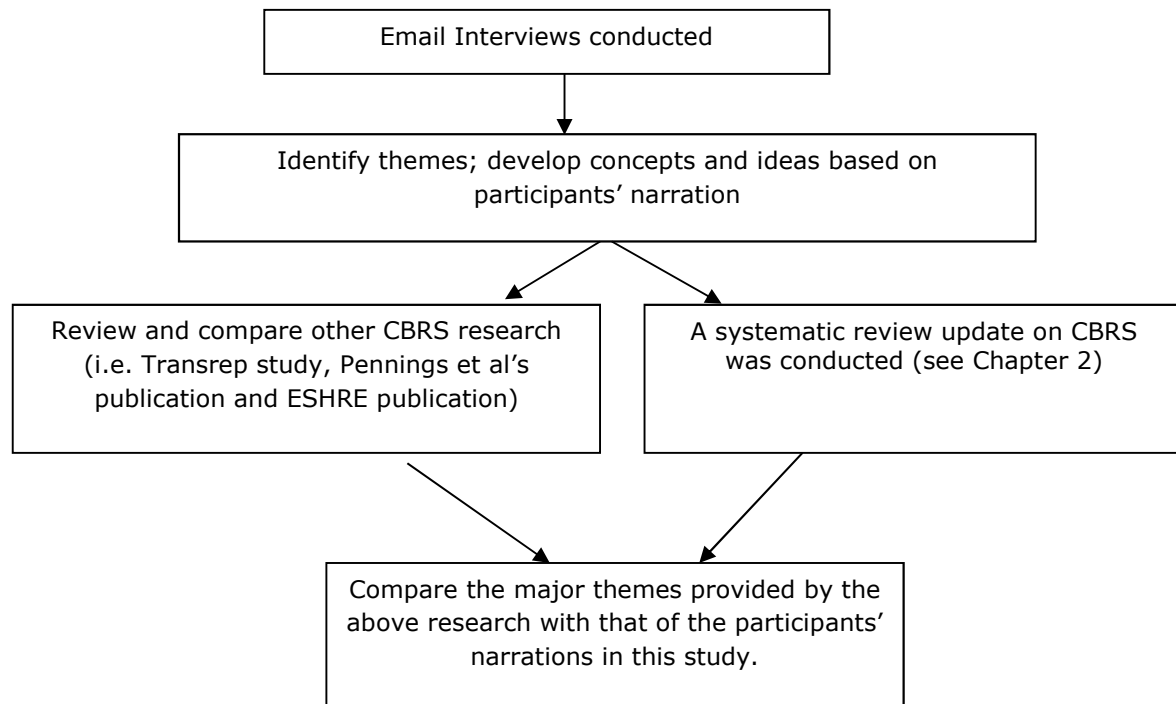 Email Interviews conducted
Identify themes; develop concepts and ideas based on
participants’ narration
Review and compare other CBRS research
(i.e. Transrep study, Pennings et al’s
publication and ESHRE publication)
A systematic review update on CBRS
was conducted (see Chapter 2)
Compare the major themes provided by the
above research with that of the participants’
narrations in this study.